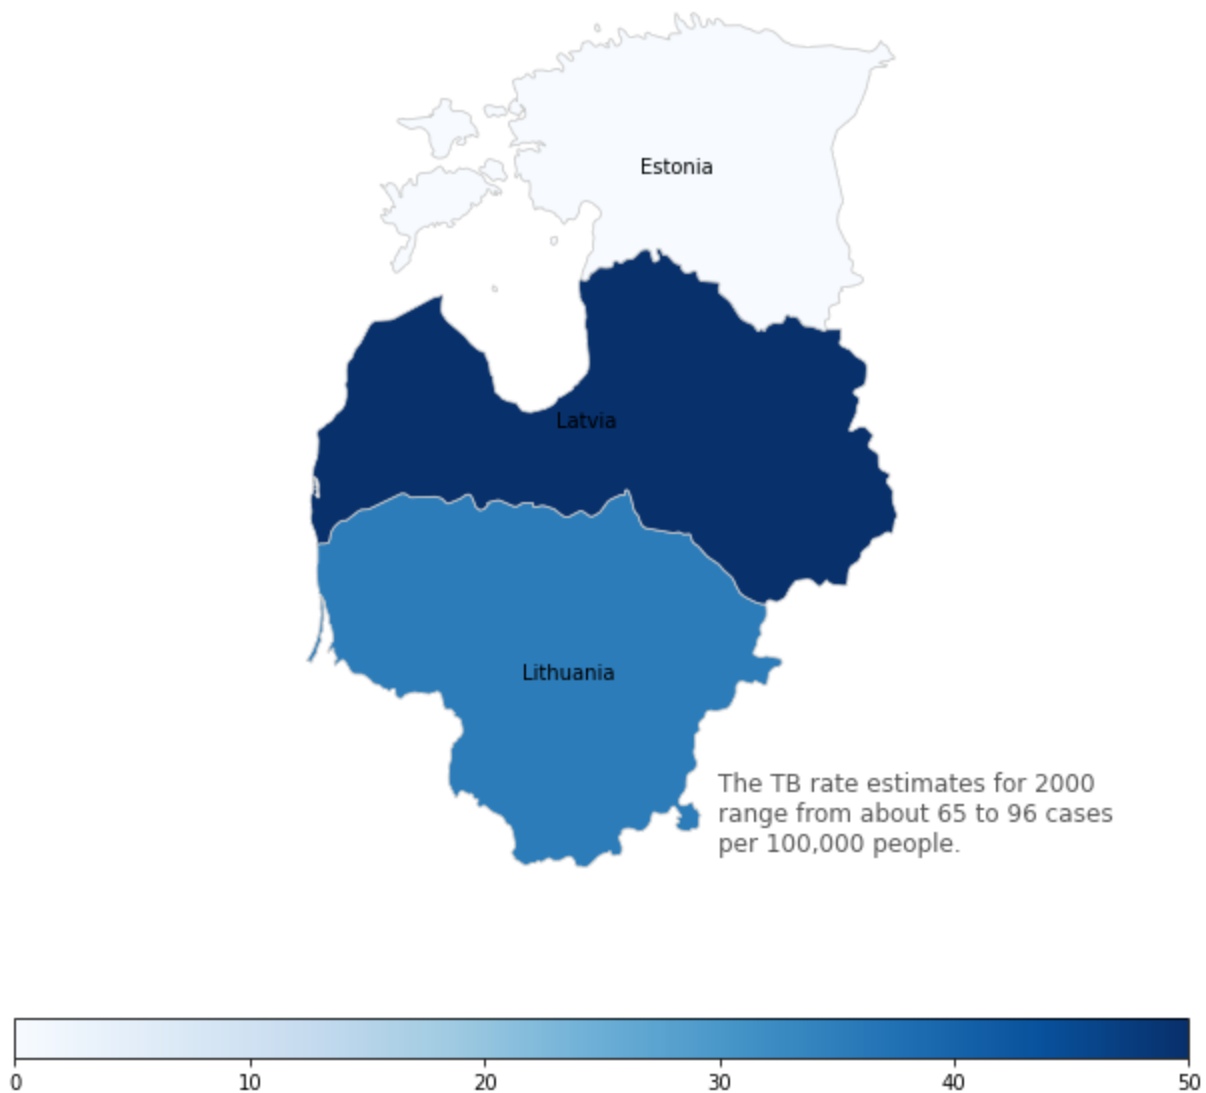 Estonia
Latvia
Lithuania
The TB rate estimates for 2000
range from about 65 to 96 cases
per 100,000 people.
0 10 20 30 40 50